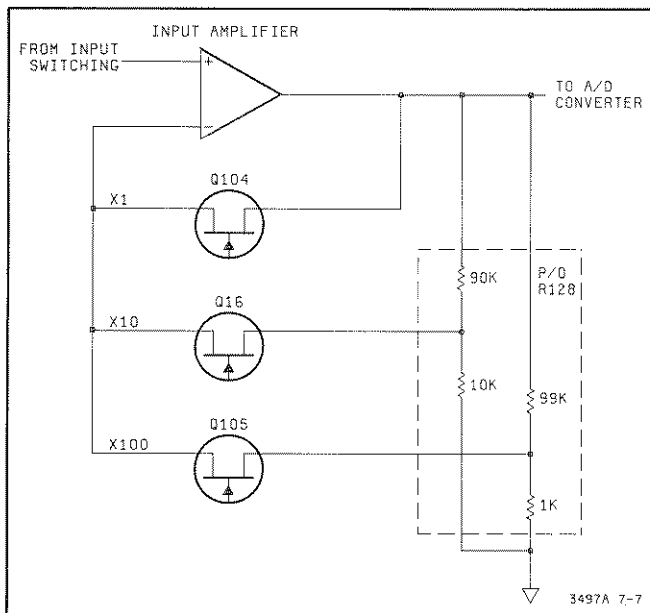 INPUT AMPLIFIER
FROM INPUT
SWITCHING
+
−
TO A/D
CONVERTER
Q104
X1
P/O
R128
90K
Q16
X10
10K
99K
Q105
X100
1K
3497A 7-7